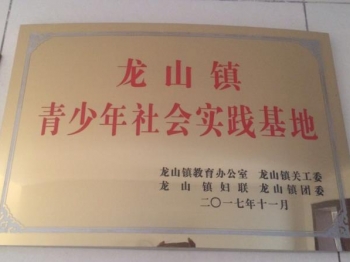 龙山镇
青少年社会实践基地
龙山镇教育办公室 龙山镇关工委
龙山镇妇联 龙山镇团委
二〇一七年十一月